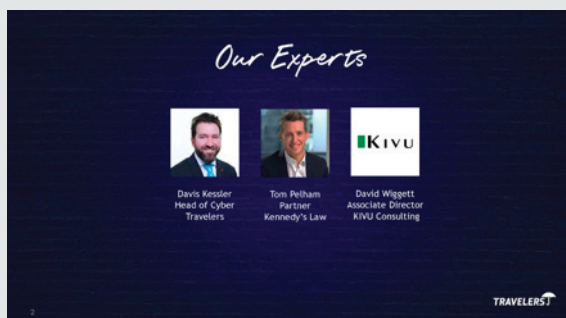 Our Experts
KIVU
Davis Kessler
Head of Cyber
Travelers
Tom Pelham
Partner
Kennedy's Law
David Wiggett
Associate Director
KIVU Consulting
2
TRAVELERS